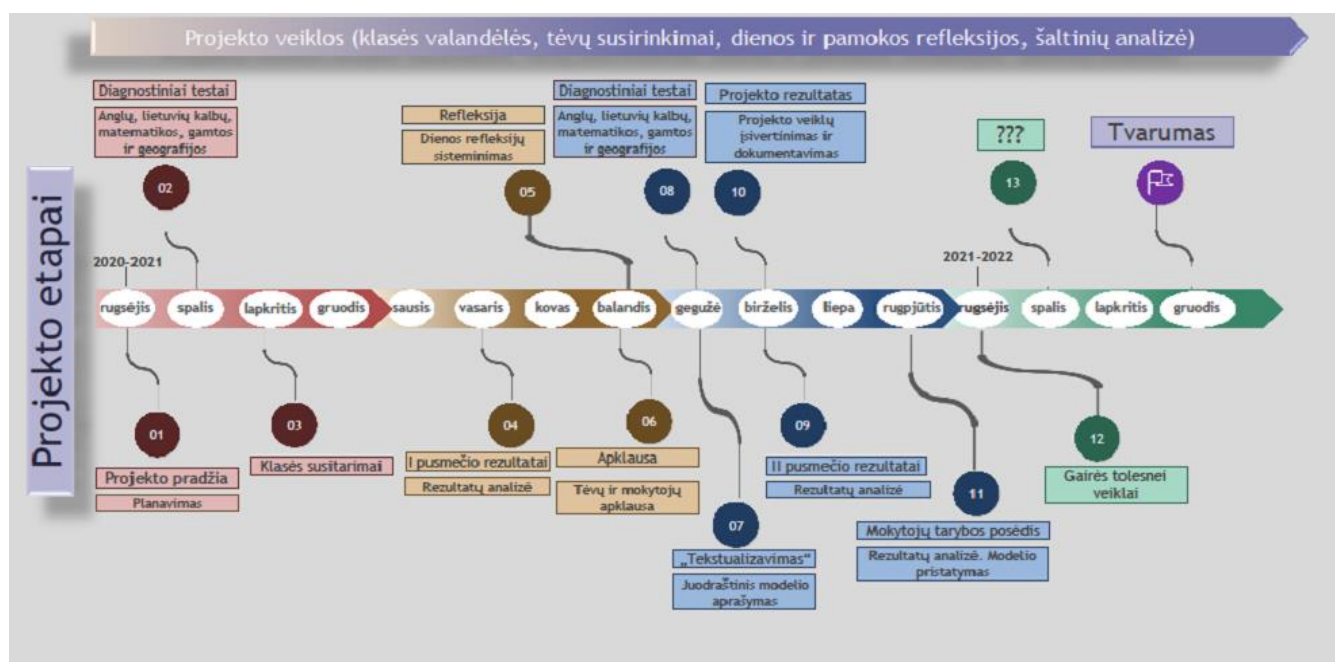 Projekto veiklos (klasės valandėlės, tėvų susirinkimai, dienos ir pamokos refleksijos, šaltinių analizė)
Projekto etapai
Diagnostiniai testai
Anglų, lietuvių kalbų,
matematikos, gamtos
ir geografijos
02
Refleksija
Dienos refleksijų
sisteminimas
05
Diagnostiniai testai
Anglų, lietuvių kalbų,
matematikos, gamtos
ir geografijos
08
Projekto rezultatas
Projekto veiklų
įsivertinimas ir
dokumentavimas
10
???
13
Tvarumas
2020-2021
2021-2022
rugsėjis
spalis
lapkritis
gruodis
sausis
vasaris
kovas
balandis
gegužė
birželis
liepa
rugpjūtis
rugsėjis
spalis
lapkritis
gruodis
01
Projekto pradžia
Planavimas
03
Klasės susitarimai
04
I pusmečio rezultatai
Rezultatų analizė
06
Apklausa
Tėvų ir mokytojų
apklausa
07
„Tekstualizavimas“
Juodraštinis modelio
aprašymas
09
II pusmečio rezultatai
Rezultatų analizė
11
Mokytojų tarybos posėdis
Rezultatų analizė. Modelio
pristatymas
12
Gairės tolesnei
veiklai